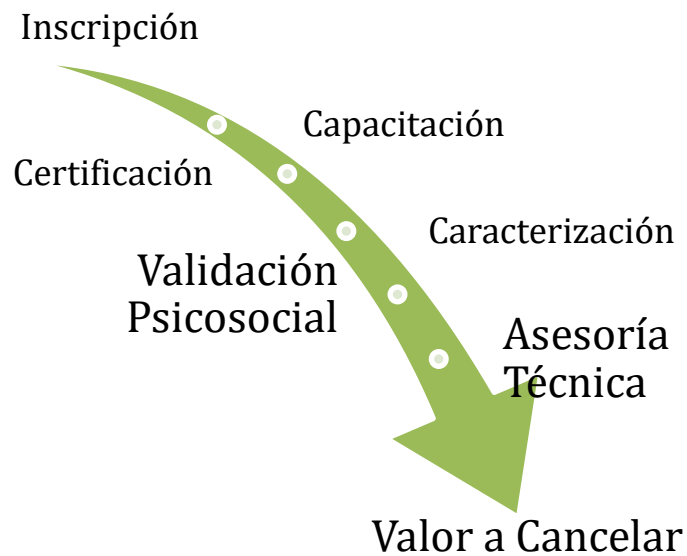 Inscripción
Capacitación
Certificación
Caracterización
Validación
Psicosocial
Asesoría
Técnica
Valor a Cancelar